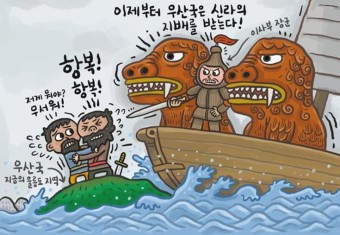 이제부터 우산국은 신라의
지배를 받는다!
이사부 장군
항복!
항복!
저게 뭐야?
무서워!
우산국
지금의 울릉도 지역